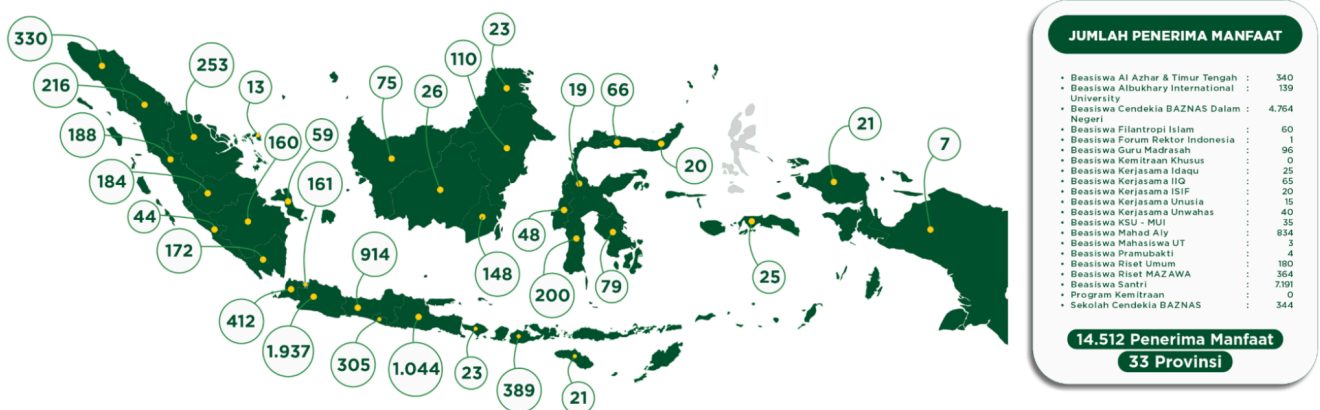 330
216
188
184
44
172
253
13
160
59
161
914
412
1.937
305
1.044
23
389
21
75
26
110
23
148
19
66
20
48
200
79
25
21
7
JUMLAH PENERIMA MANFAAT
• Beasiswa Al Azhar & Timur Tengah : 340
• Beasiswa Albukhary International : 139
University
• Beasiswa Cendekia BAZNAS Dalam : 4.764
Negeri
• Beasiswa Filantropi Islam : 60
• Beasiswa Forum Rektor Indonesia : 1
• Beasiswa Guru Madrasah : 96
• Beasiswa Kemitraan Khusus : 0
• Beasiswa Kerjasama Idaqu : 25
• Beasiswa Kerjasama IIQ : 65
• Beasiswa Kerjasama ISIF : 20
• Beasiswa Kerjasama Unusia : 15
• Beasiswa Kerjasama Unwahas : 40
• Beasiswa KSU - MUI : 35
• Beasiswa Mahad Aly : 834
• Beasiswa Mahasiswa UT : 3
• Beasiswa Pramubakti : 4
• Beasiswa Riset Umum : 180
• Beasiswa Riset MAZAWA : 364
• Beasiswa Santri : 7.191
• Program Kemitraan : 0
• Sekolah Cendekia BAZNAS : 344
14.512 Penerima Manfaat
33 Provinsi